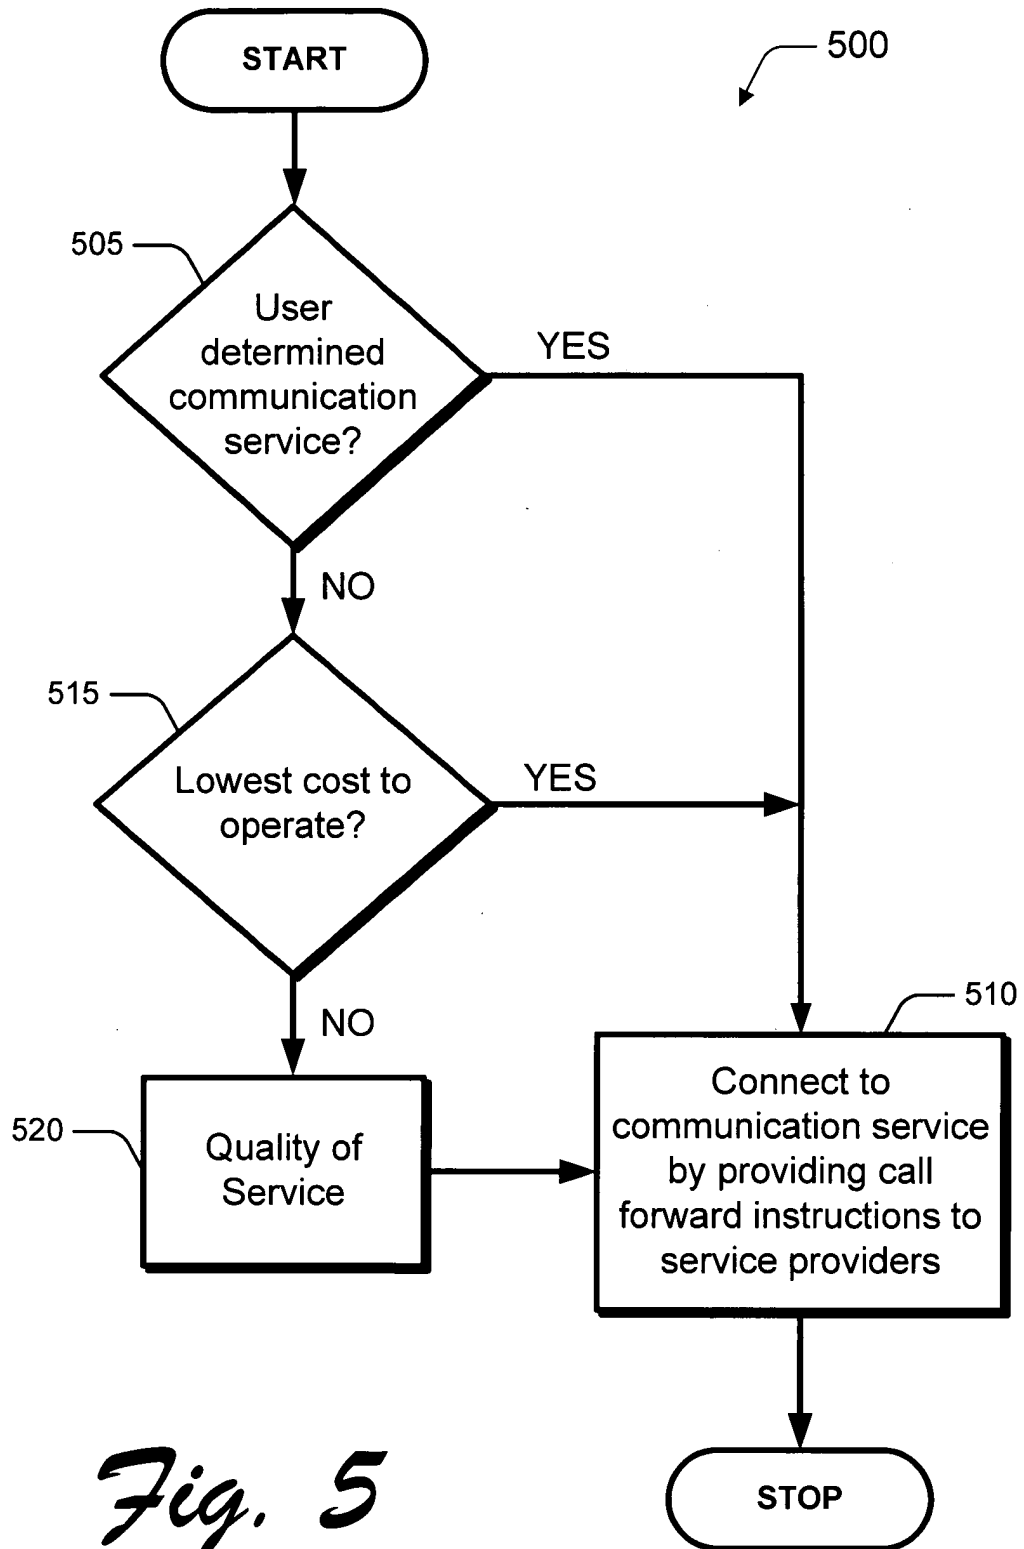 START
500
505
User
determined
communication
service?
YES
NO
515
Lowest cost to
operate?
YES
NO
510
Connect to
communication service
by providing call
forward instructions to
service providers
520
Quality of
Service
STOP
Fig. 5